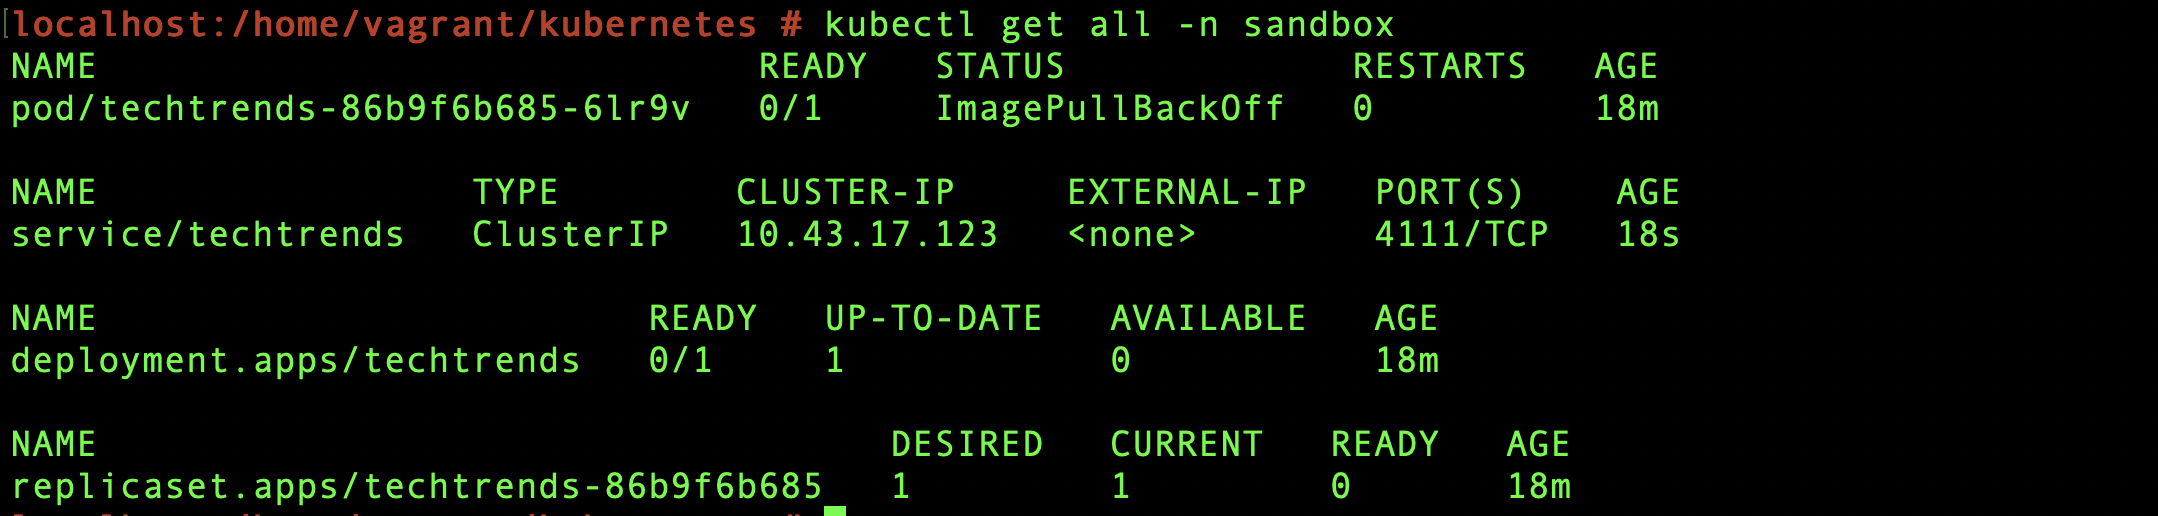 [localhost:/home/vagrant/kubernetes # kubectl get all -n sandbox
NAME READY STATUS RESTARTS AGE
pod/techtrends-86b9f6b685-6lr9v 0/1 ImagePullBackOff 0 18m
NAME TYPE CLUSTER-IP EXTERNAL-IP PORT(S) AGE
service/techtrends ClusterIP 10.43.17.123 <none> 4111/TCP 18s
NAME READY UP-TO-DATE AVAILABLE AGE
deployment.apps/techtrends 0/1 1 0 18m
NAME DESIRED CURRENT READY AGE
replicaset.apps/techtrends-86b9f6b685 1 1 0 18m